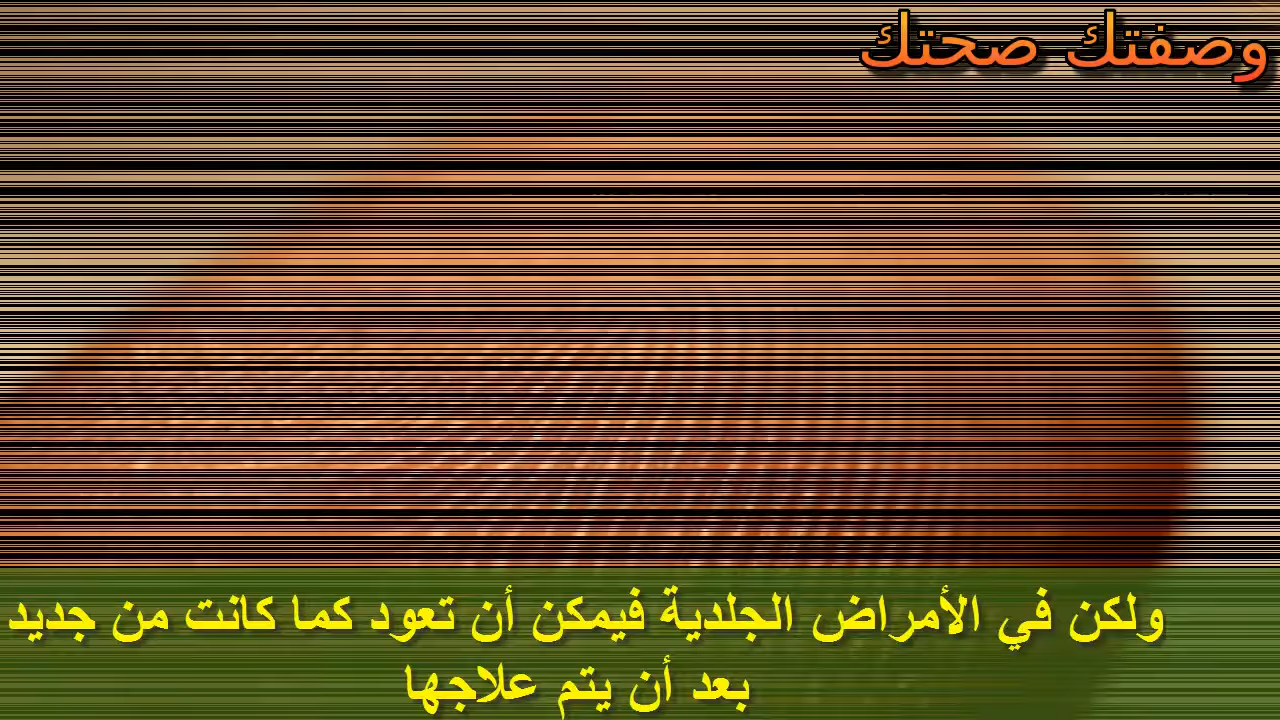 وصفتك صحتك
ولكن في الأمراض الجلدية فيمكن أن تعود كما كانت من جديد
بعد أن يتم علاجها